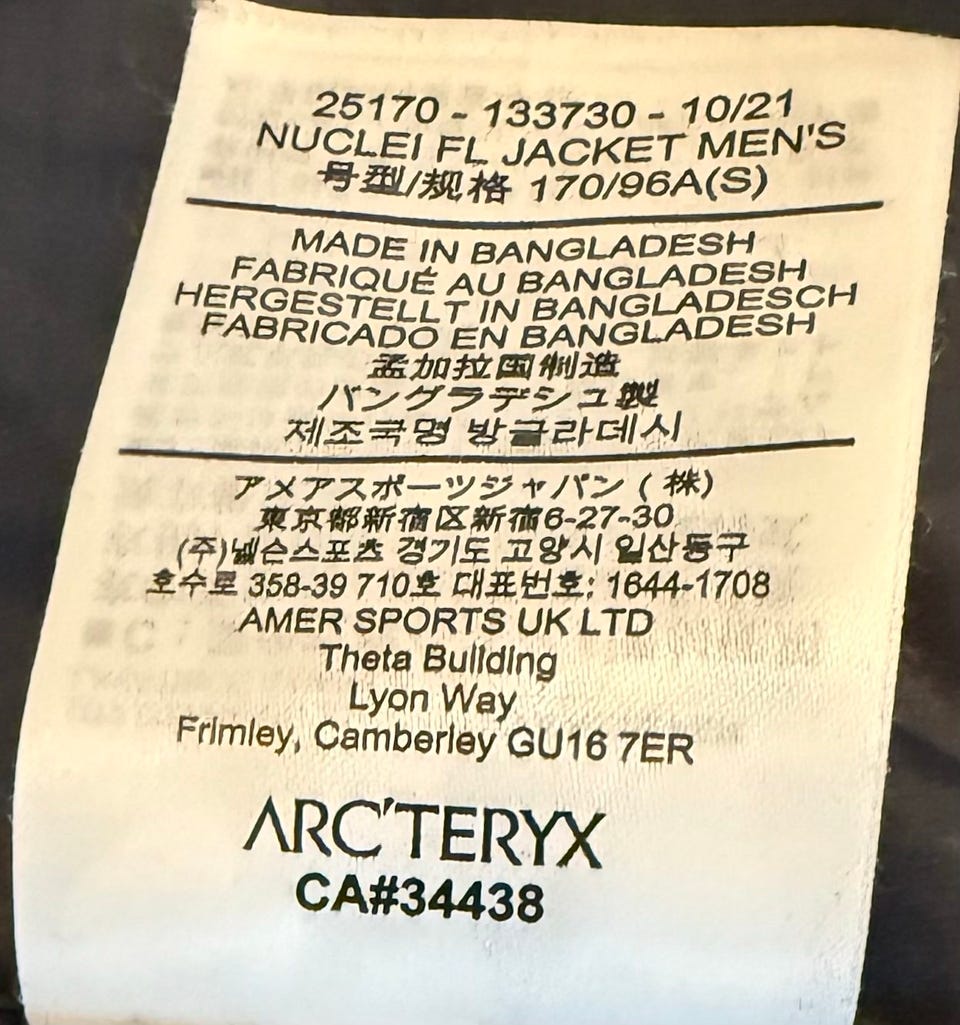 25170 - 133730 - 10/21
NUCLEI FL JACKET MEN'S
号型/规格 170/96A(S)
MADE IN BANGLADESH
FABRIQUÉ AU BANGLADESH
HERGESTELLT IN BANGLADESCH
FABRICADO EN BANGLADESH
孟加拉国制造
バングラデシュ製
제조국명 방글라데시
アメアスポーツジャパン ( 株)
東京都新宿区新宿6-27-30
(주)넬슨스포츠 경기도 고양시 일산동구
호수로 358-39 710호 대표번호: 1644-1708
AMER SPORTS UK LTD
Theta Building
Lyon Way
Frimley, Camberley GU16 7ER
ARC'TERYX
CA#34438